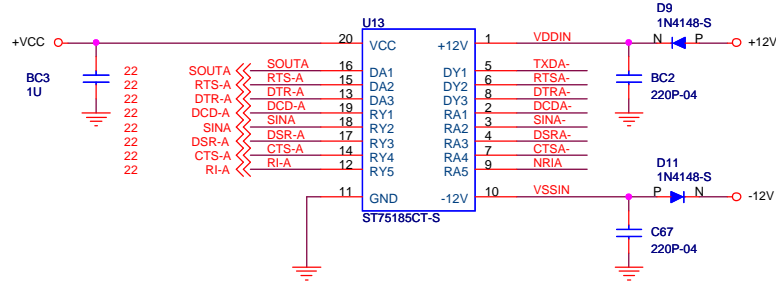 D9
1N4148-S
U13
+VCC
20
VCC
+12V
1
VDDIN
N
P
+12V
BC3
1U
22
SOUTA
SOUTA
16
DA1
DY1
5
TXDA-
BC2
220P-04
22
RTS-A
RTS-A
15
DA2
DY2
6
RTSA-
22
DTR-A
DTR-A
13
DA3
DY3
8
DTRA-
22
DCD-A
DCD-A
19
RY1
RA1
2
DCDA-
22
SINA
SINA
18
RY2
RA2
3
SINA-
22
DSR-A
DSR-A
17
RY3
RA3
4
DSRA-
22
CTS-A
CTS-A
14
RY4
RA4
7
CTSA-
22
RI-A
RI-A
12
RY5
RA5
9
NRIA
D11
1N4148-S
11
GND
-12V
10
VSSIN
P
N
-12V
ST75185CT-S
C67
220P-04